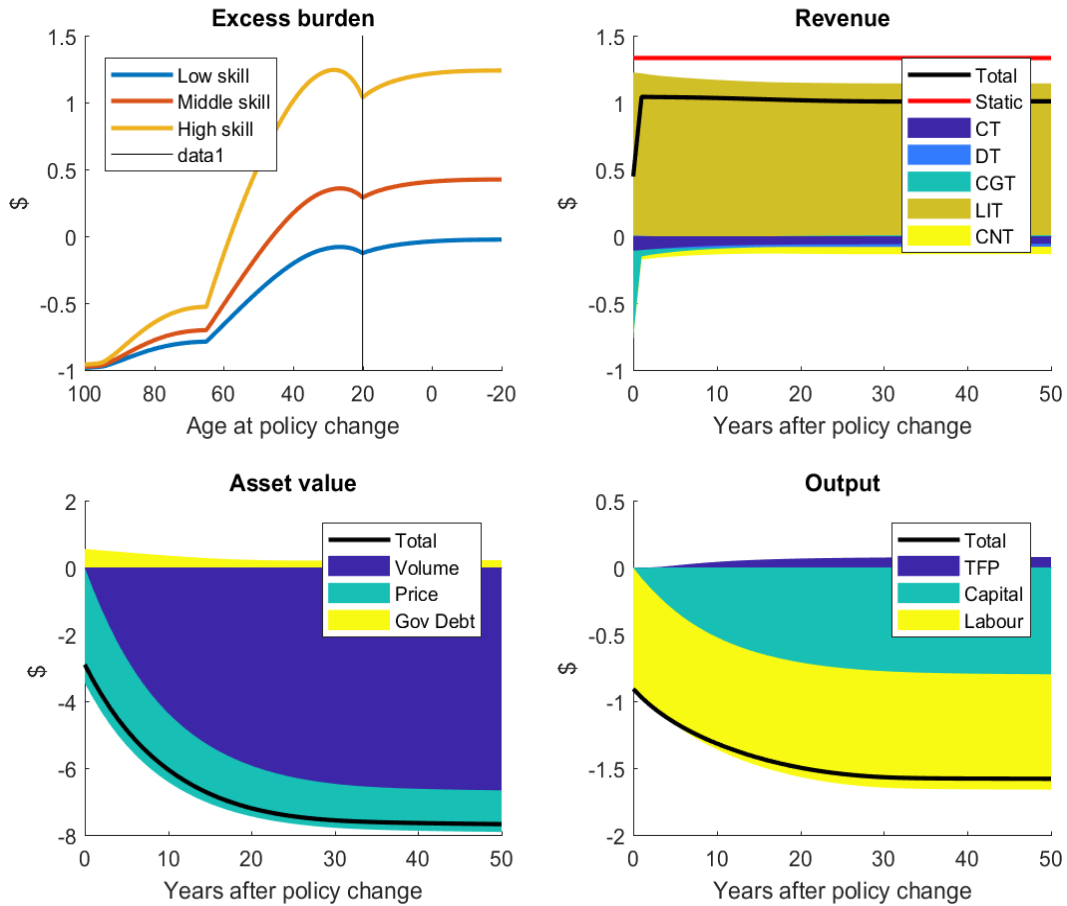 Excess burden
1.5
1
0.5
0
-0.5
-1
$
Low skill
Middle skill
High skill
data1
100 80 60 40 20 0 -20
Age at policy change
Revenue
1.5
1
0.5
0
-0.5
-1
$
Total
Static
CT
DT
CGT
LIT
CNT
0 10 20 30 40 50
Years after policy change
Asset value
2
0
-2
-4
-6
-8
$
Total
Volume
Price
Gov Debt
0 10 20 30 40 50
Years after policy change
Output
0.5
0
-0.5
-1
-1.5
-2
$
Total
TFP
Capital
Labour
0 10 20 30 40 50
Years after policy change